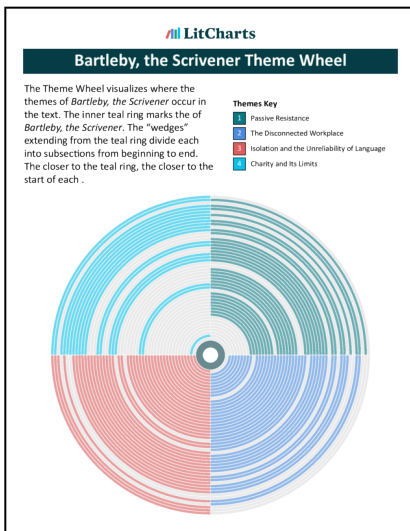 LitCharts
Bartleby, the Scrivener Theme Wheel
The Theme Wheel visualizes where the
themes of Bartleby, the Scrivener occur in
the text. The inner teal ring marks the of
Bartleby, the Scrivener. The “wedges”
extending from the teal ring divide each
into subsections from beginning to end.
The closer to the teal ring, the closer to the
start of each .
Themes Key
1 Passive Resistance
2 The Disconnected Workplace
3 Isolation and the Unreliability of Language
4 Charity and Its Limits